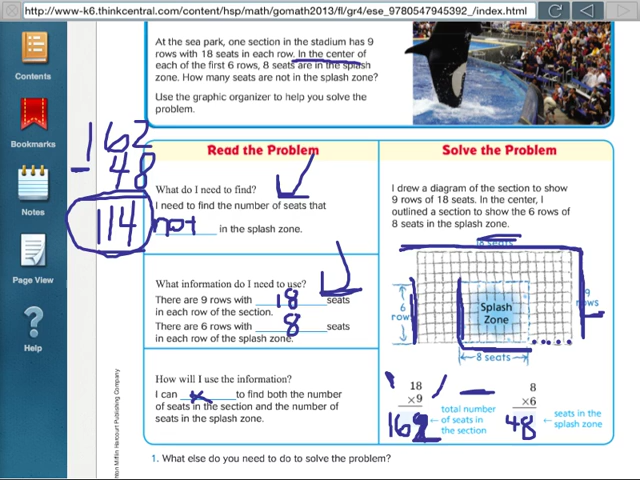 http://www-k6.thinkcentral.com/content/hsp/math/gomath2013/fl/gr4/ese_9780547945392_/index.html
Contents
Bookmarks
Notes
Page View
Help
At the sea park, one section in the stadium has 9
rows with 18 seats in each row. In the center of
each of the first 6 rows, 8 seats are in the splash
zone. How many seats are not in the splash zone?
Use the graphic organizer to help you solve the
problem.
162
- 48
114
Read the Problem
What do I need to find?
I need to find the number of seats that
not in the splash zone.
What information do I need to use?
There are 9 rows with 18 seats
in each row of the section.
There are 6 rows with 8 seats
in each row of the splash zone.
How will I use the information?
I can x to find both the number
of seats in the section and the number of
seats in the splash zone.
Solve the Problem
I drew a diagram of the section to show
9 rows of 18 seats. In the center, I
outlined a section to show the 6 rows of
8 seats in the splash zone.
seats
6
rows
Splash
Zone
9
rows
8 seats
18
×9
162
total number
of seats in
the section
8
×6
48
seats in the
splash zone
1. What else do you need to do to solve the problem?
Mifflin Harcourt Publishing Company